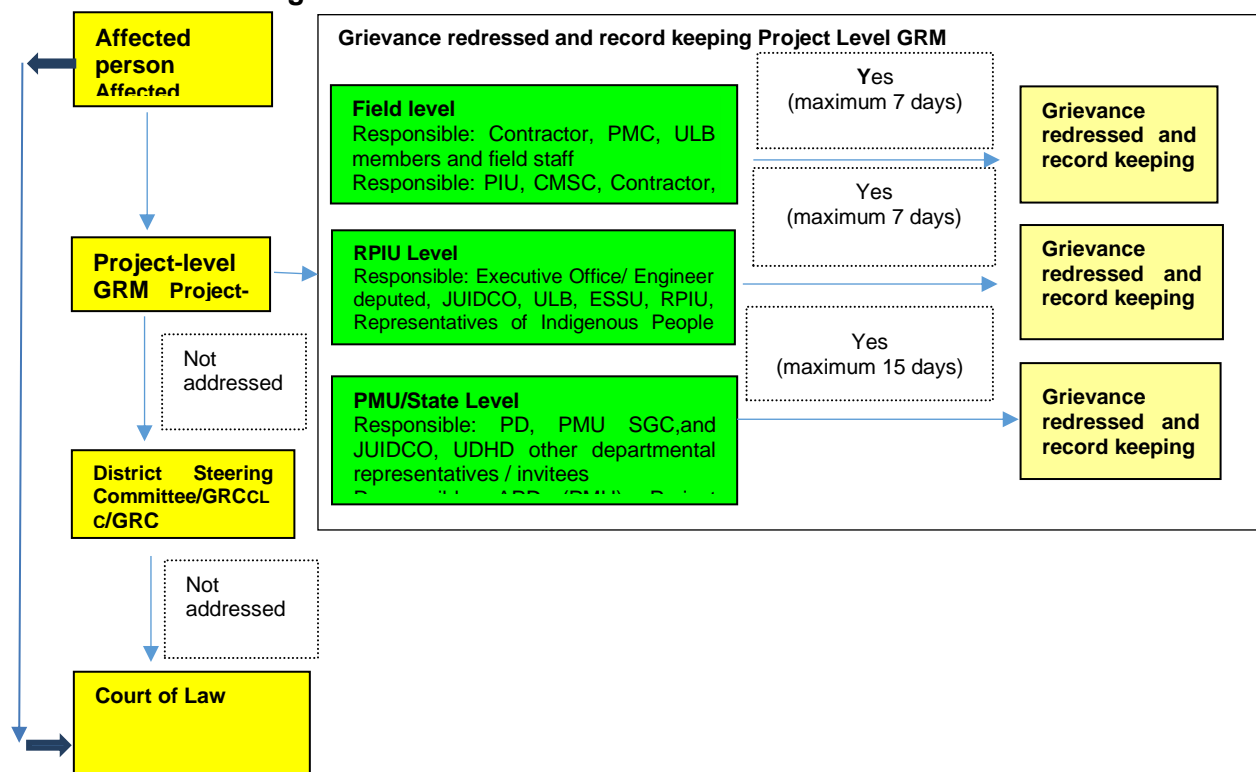 Affected
person
Affected
Grievance redressed and record keeping Project Level GRM
Yes
(maximum 7 days)
Field level
Responsible: Contractor, PMC, ULB
members and field staff
Responsible: PIU, CMSC, Contractor,
Grievance
redressed and
record keeping
Yes
(maximum 7 days)
Project-level
GRM Project-
RPIU Level
Responsible: Executive Office/ Engineer
deputed, JUIDCO, ULB, ESSU, RPIU,
Representatives of Indigenous People
Grievance
redressed and
record keeping
Not
addressed
Yes
(maximum 15 days)
PMU/State Level
Responsible: PD, PMU SGC,and
JUIDCO, UDHD other departmental
representatives / invitees
Grievance
redressed and
record keeping
District Steering
Committee/GRCCL
C/GRC
Not
addressed
Court of Law